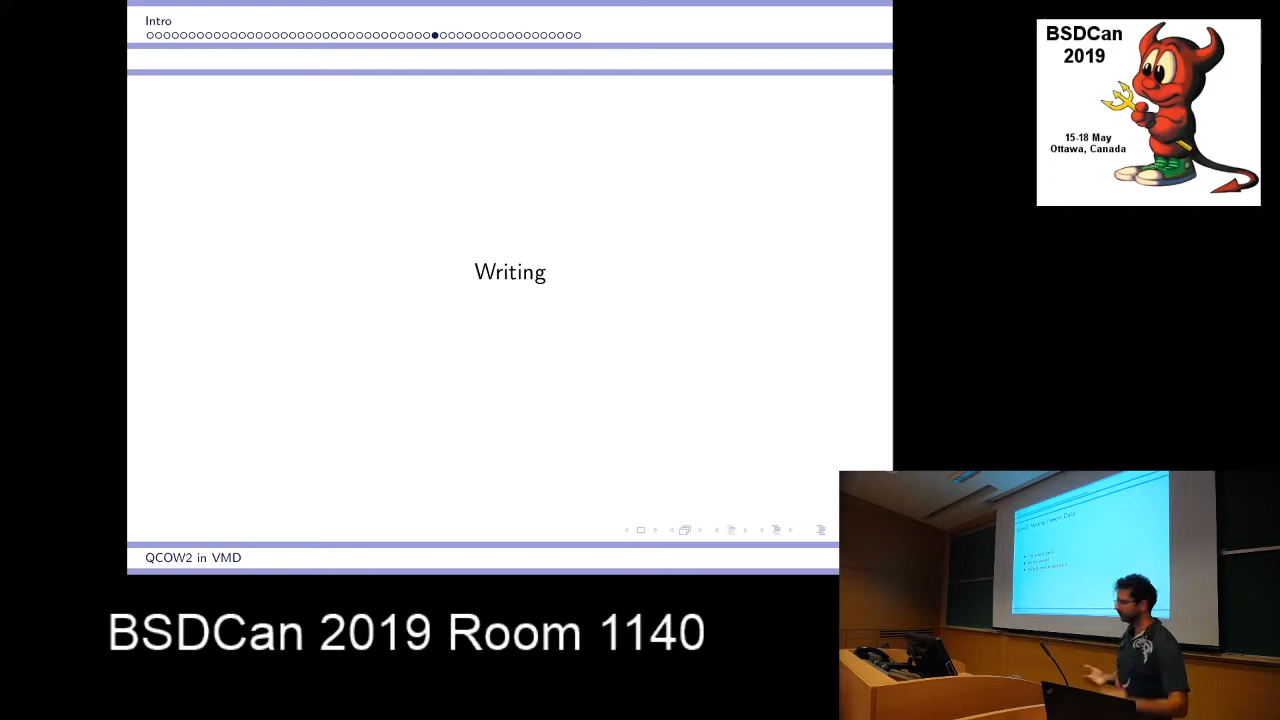 Intro
Writing
QCOW2 in VMD
BSDCan 2019 Room 1140
BSDCan
2019
15-18 May
Ottawa, Canada